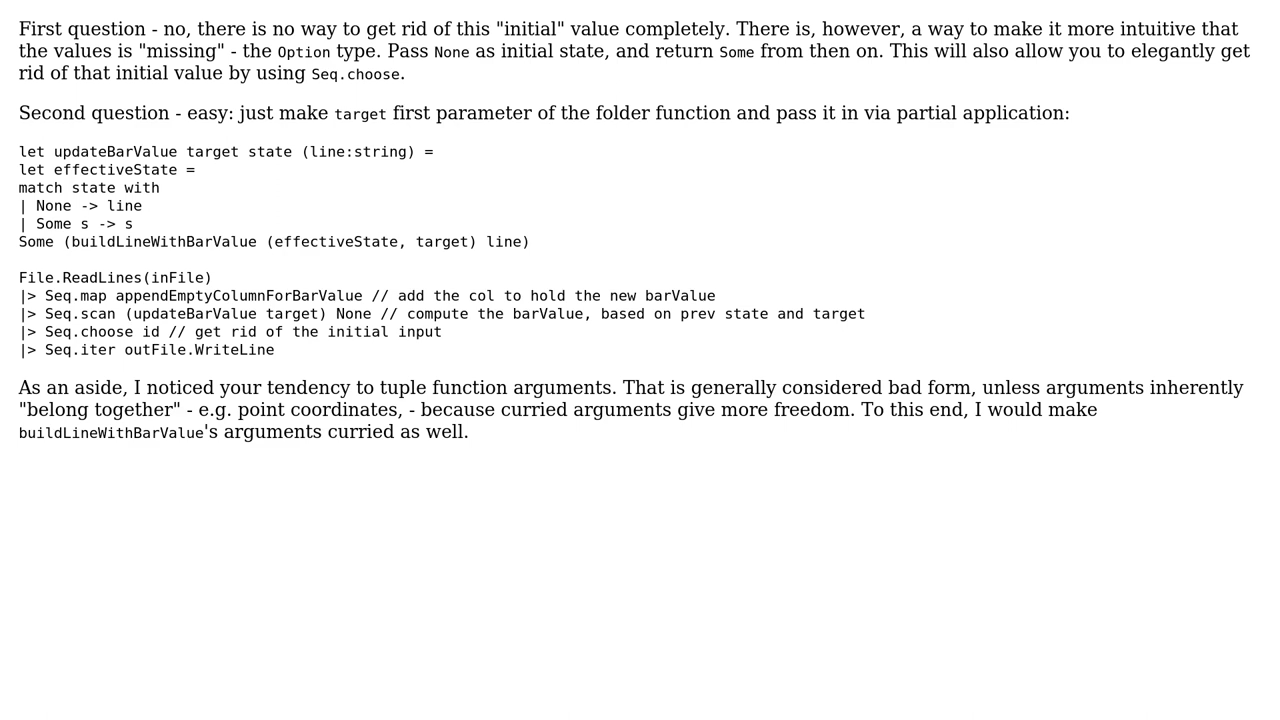 First question - no, there is no way to get rid of this "initial" value completely. There is, however, a way to make it more intuitive that
the values is "missing" - the Option type. Pass None as initial state, and return Some from then on. This will also allow you to elegantly get
rid of that initial value by using Seq.choose.
Second question - easy: just make target first parameter of the folder function and pass it in via partial application:
let updateBarValue target state (line:string) =
let effectiveState =
match state with
| None -> line
| Some s -> s
Some (buildLineWithBarValue (effectiveState, target) line)
File.ReadLines(inFile)
|> Seq.map appendEmptyColumnForBarValue // add the col to hold the new barValue
|> Seq.scan (updateBarValue target) None // compute the barValue, based on prev state and target
|> Seq.choose id // get rid of the initial input
|> Seq.iter outFile.WriteLine
As an aside, I noticed your tendency to tuple function arguments. That is generally considered bad form, unless arguments inherently
"belong together" - e.g. point coordinates, - because curried arguments give more freedom. To this end, I would make
buildLineWithBarValue's arguments curried as well.